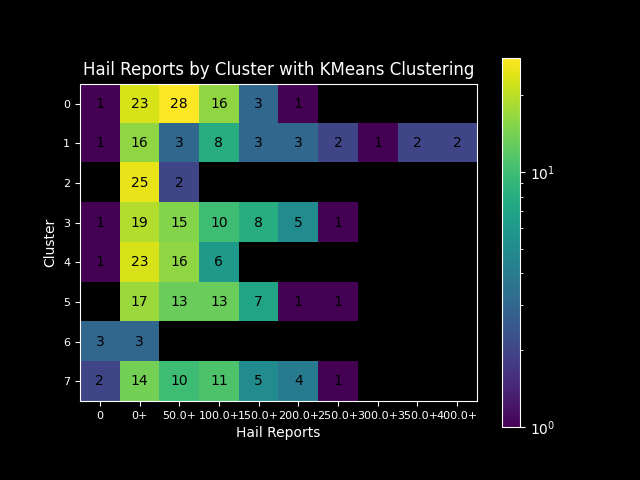 Hail Reports by Cluster with KMeans Clustering
0 1 23 28 16 3 1
1 1 16 3 8 3 3 2 1 2 2
2 25 2
3 1 19 15 10 8 5 1
4 1 23 16 6
5 17 13 13 7 1 1
6 3 3
7 2 14 10 11 5 4 1
0 0+ 50.0+ 100.0+ 150.0+ 200.0+ 250.0+ 300.0+ 350.0+ 400.0+
Hail Reports
Cluster
10^1
10^0